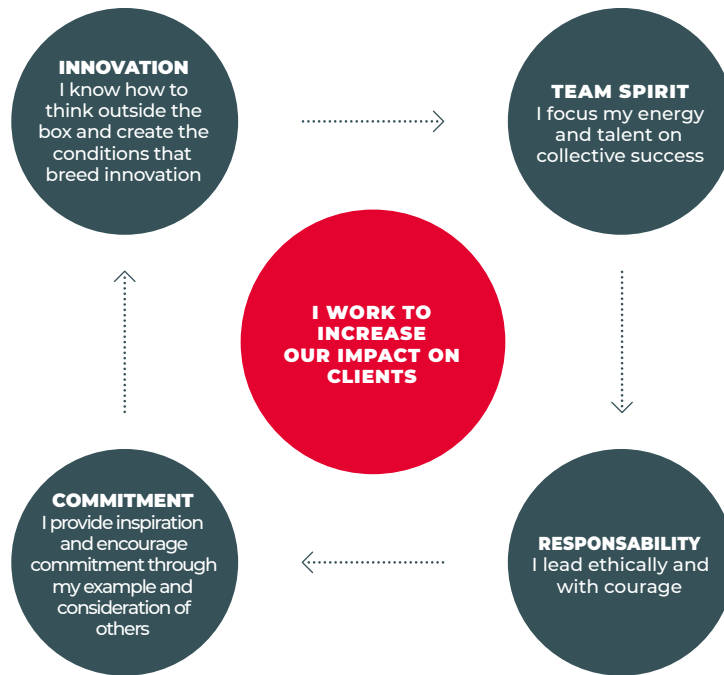 INNOVATION
I know how to
think outside the
box and create the
conditions that
breed innovation
TEAM SPIRIT
I focus my energy
and talent on
collective success
I WORK TO
INCREASE
OUR IMPACT ON
CLIENTS
COMMITMENT
I provide inspiration
and encourage
commitment through
my example and
consideration of
others
RESPONSABILITY
I lead ethically and
with courage